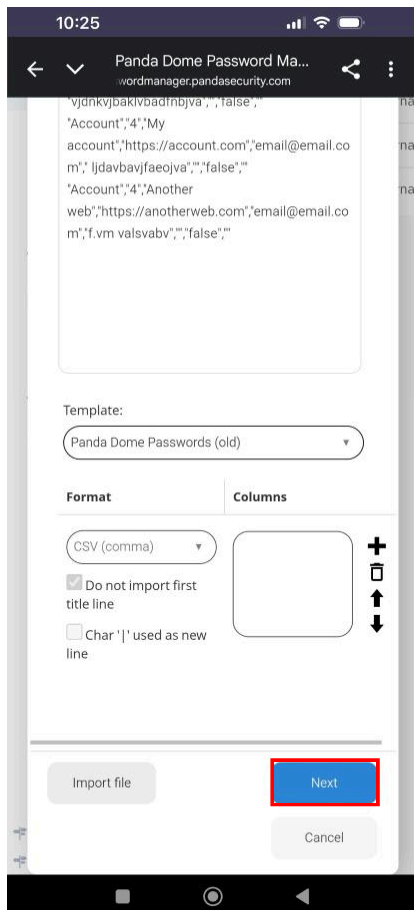 10:25
Panda Dome Password Ma...
wordmanager.pandasecurity.com
"vjdnkvjbaklvbadfnbjva","","false",""
"Account","4","My
account","https://account.com","email@email.co
m"," ljdavbavjfaeojva","","false",""
"Account","4","Another
web","https://anotherweb.com","email@email.co
m","f.vm valsvabv","","false",""
Template:
Panda Dome Passwords (old)
Format
Columns
CSV (comma)
Do not import first
title line
Char '|' used as new
line
Import file
Next
Cancel